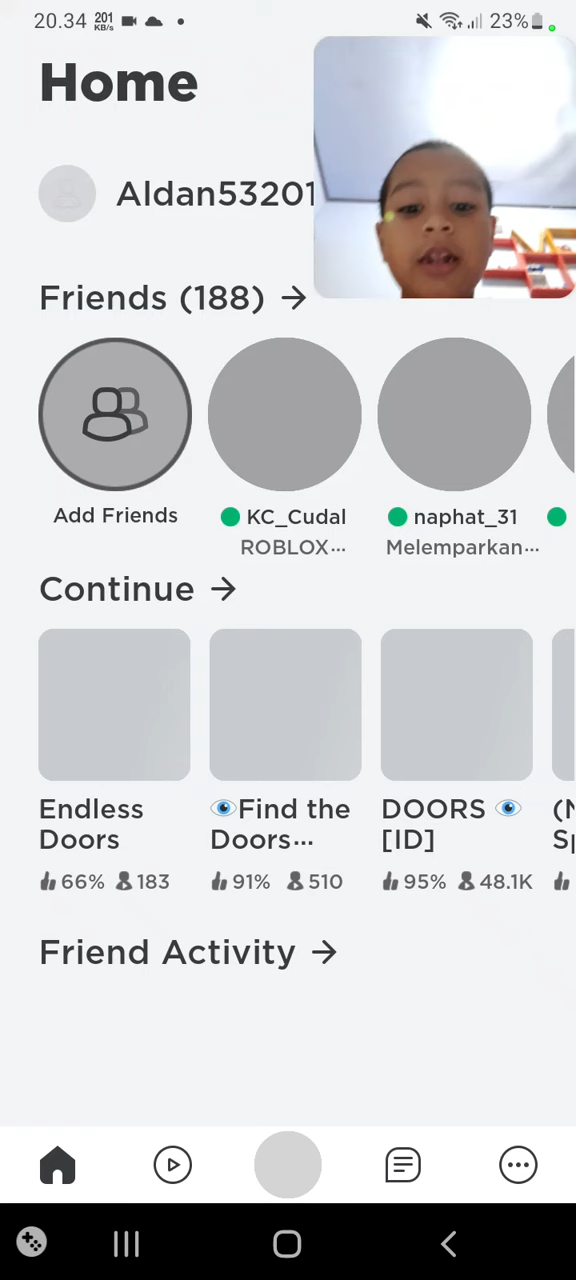 20.34 201 KB/s 23%
Home
Aldan53201
Friends (188) →
Add Friends KC_Cudal naphat_31
ROBLOX... Melemparkan...
Continue →
Endless Doors
👁️Find the Doors...
DOORS 👁️ [ID]
66% 183 91% 510 95% 48.1K
Friend Activity →